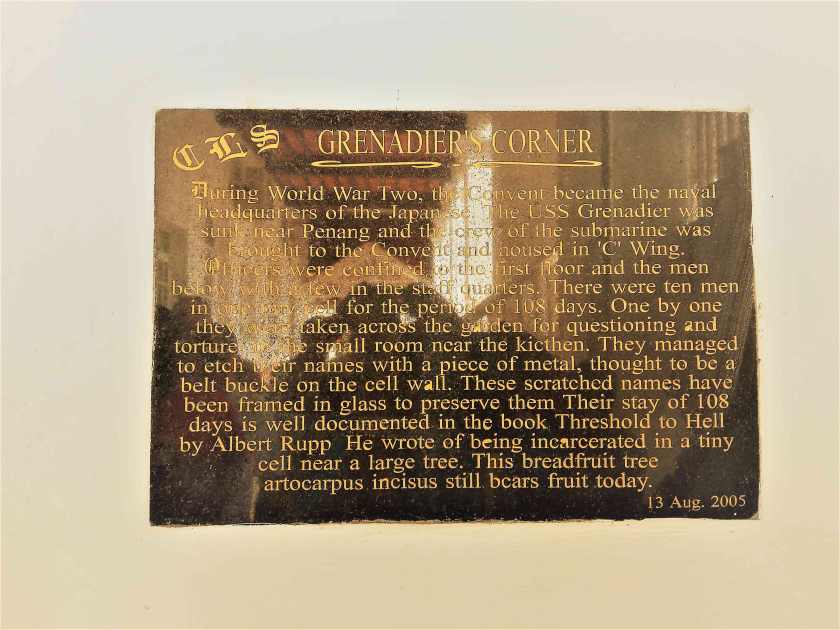 CLS GRENADIER'S CORNER
During World War Two, the Convent became the naval
headquarters of the Japanese. The USS Grenadier was
sunk near Penang and the crew of the submarine was
brought to the Convent and housed in 'C' Wing.
Officers were confined to the first floor and the men
below with a few in the staff quarters. There were ten men
in one tiny cell for the period of 108 days. One by one
they were taken across the garden for questioning and
torture in the small room near the kicthen. They managed
to etch their names with a piece of metal, thought to be a
belt buckle on the cell wall. These scratched names have
been framed in glass to preserve them Their stay of 108
days is well documented in the book Threshold to Hell
by Albert Rupp He wrote of being incarcerated in a tiny
cell near a large tree. This breadfruit tree
artocarpus incisus still bears fruit today.
13 Aug. 2005